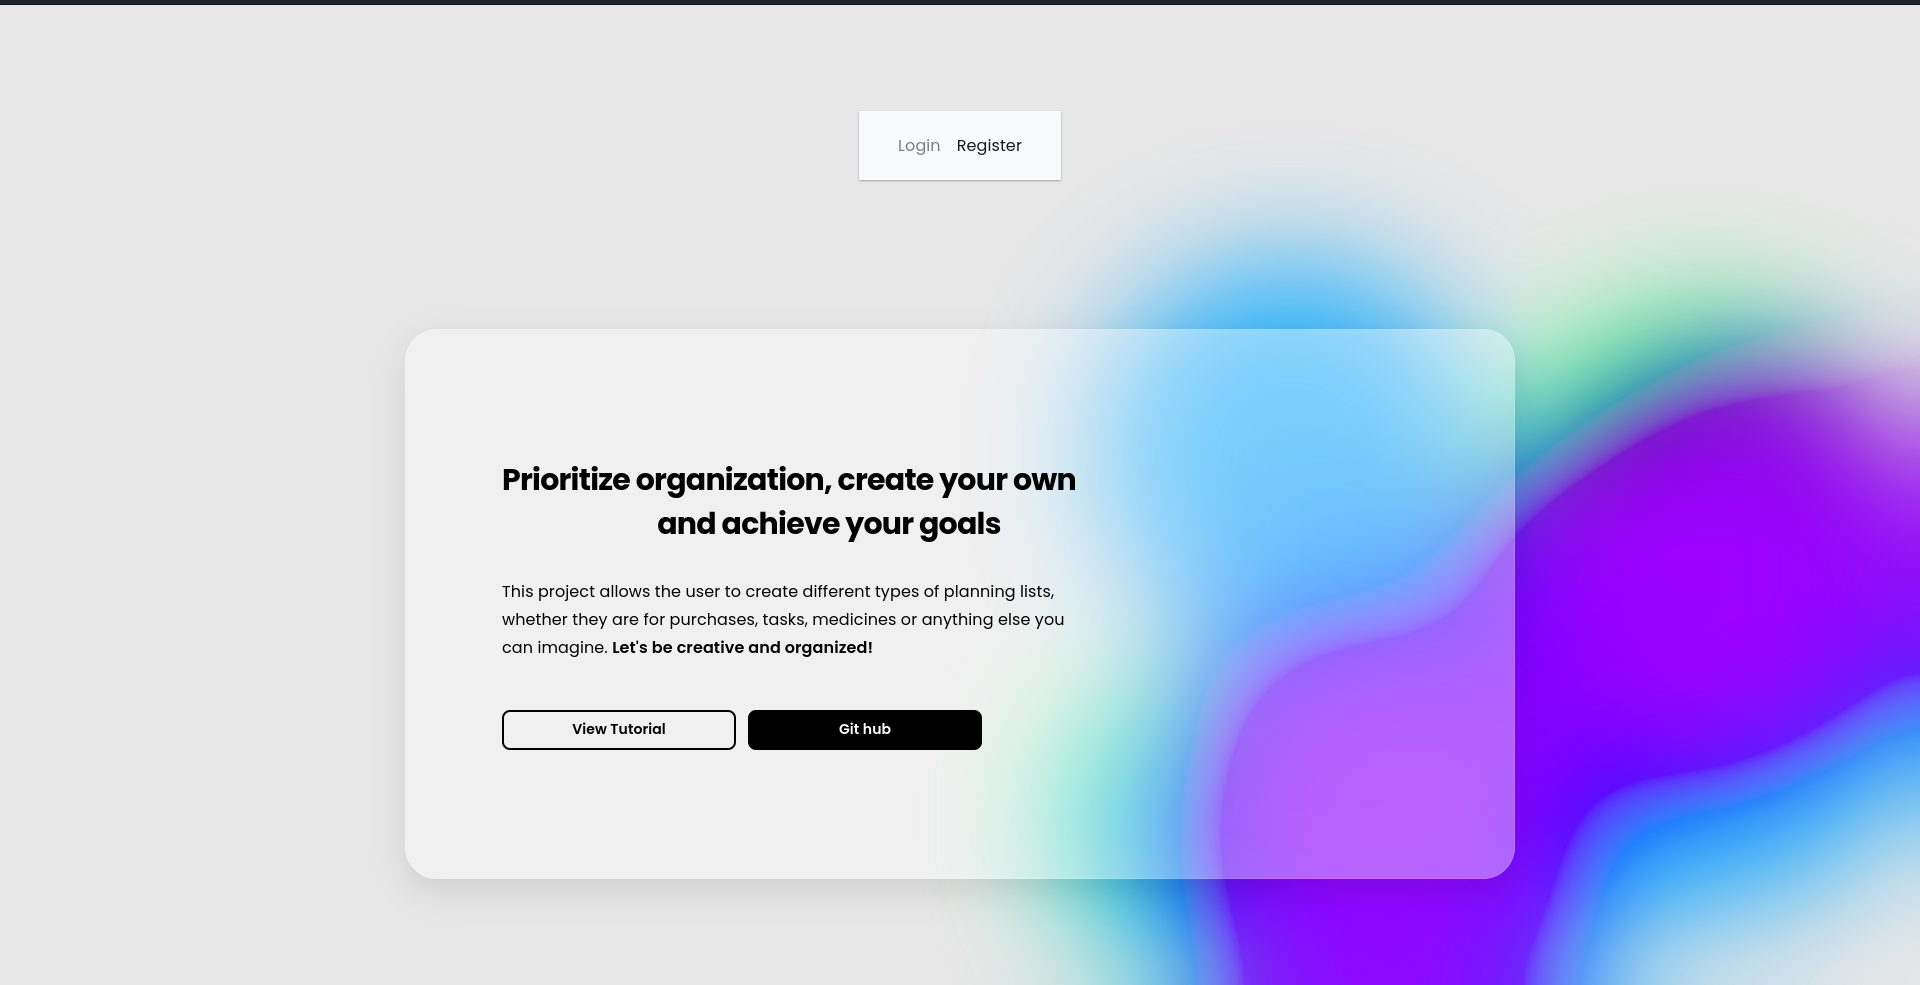 Login Register
Prioritize organization, create your own
and achieve your goals
This project allows the user to create different types of planning lists,
whether they are for purchases, tasks, medicines or anything else you
can imagine. Let's be creative and organized!
View Tutorial Git hub